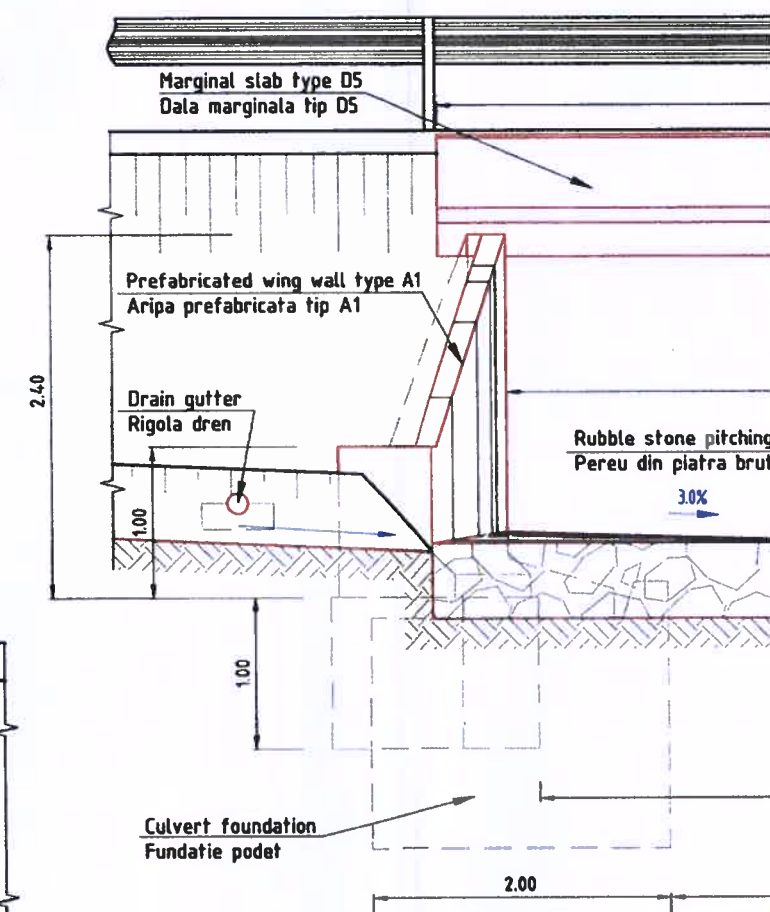 Marginal slab type D5
Dala marginala tip D5
Prefabricated wing wall type A1
Aripa prefabricata tip A1
2.40
Drain gutter
Rigola dren
Rubble stone pitching
Pereu din piatra brut
3.0%
1.00
1.00
Culvert foundation
Fundatie podet
2.00